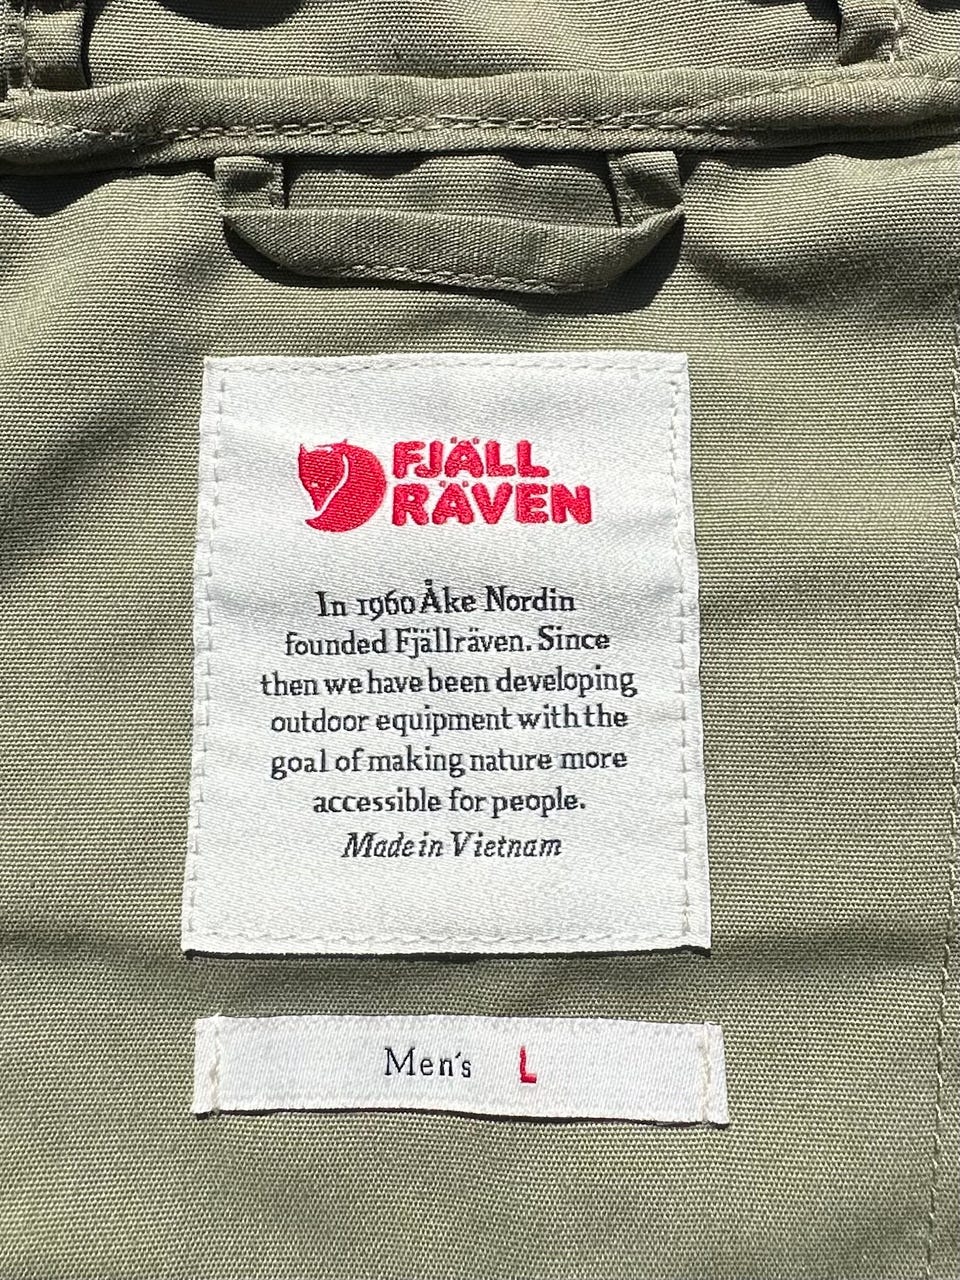 FJÄLL
RÄVEN
In 1960 Åke Nordin
founded Fjällräven. Since
then we have been developing
outdoor equipment with the
goal of making nature more
accessible for people.
Made in Vietnam
Men's L